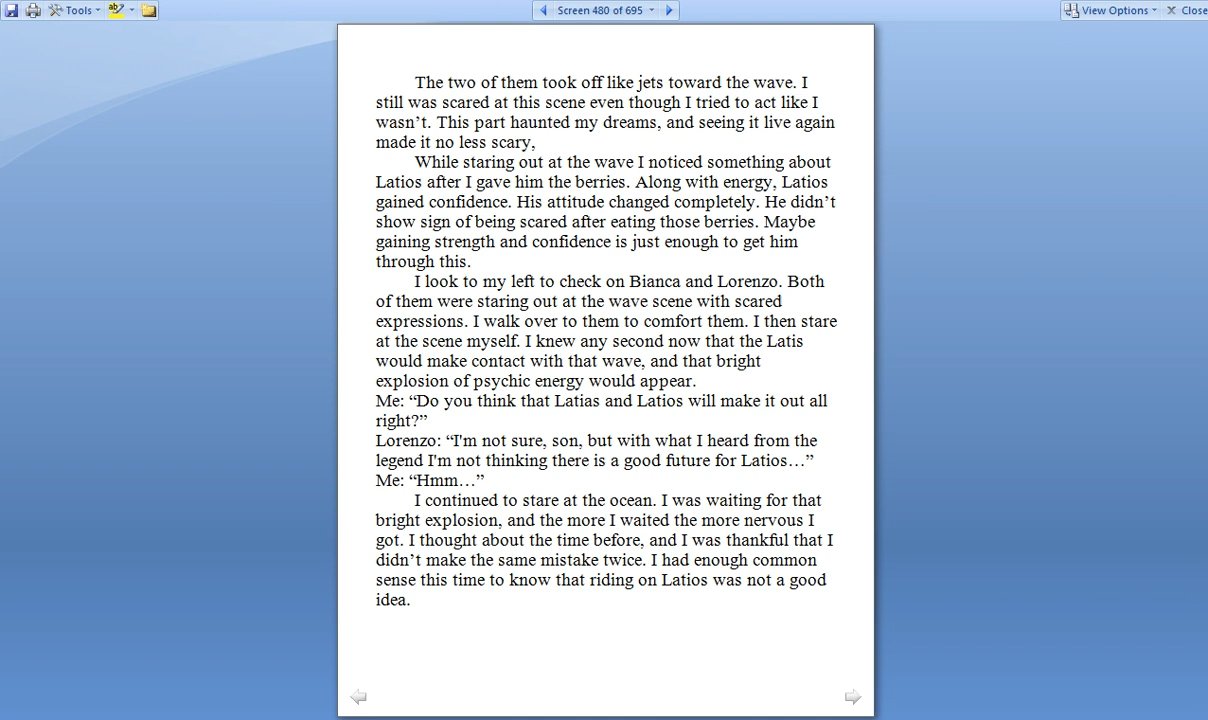 Tools
Screen 480 of 695
View Options
Close
The two of them took off like jets toward the wave. I
still was scared at this scene even though I tried to act like I
wasn’t. This part haunted my dreams, and seeing it live again
made it no less scary,
While staring out at the wave I noticed something about
Latios after I gave him the berries. Along with energy, Latios
gained confidence. His attitude changed completely. He didn’t
show sign of being scared after eating those berries. Maybe
gaining strength and confidence is just enough to get him
through this.
I look to my left to check on Bianca and Lorenzo. Both
of them were staring out at the wave scene with scared
expressions. I walk over to them to comfort them. I then stare
at the scene myself. I knew any second now that the Latis
would make contact with that wave, and that bright
explosion of psychic energy would appear.
Me: “Do you think that Latias and Latios will make it out all
right?”
Lorenzo: “I'm not sure, son, but with what I heard from the
legend I'm not thinking there is a good future for Latios…”
Me: “Hmm…”
I continued to stare at the ocean. I was waiting for that
bright explosion, and the more I waited the more nervous I
got. I thought about the time before, and I was thankful that I
didn’t make the same mistake twice. I had enough common
sense this time to know that riding on Latios was not a good
idea.